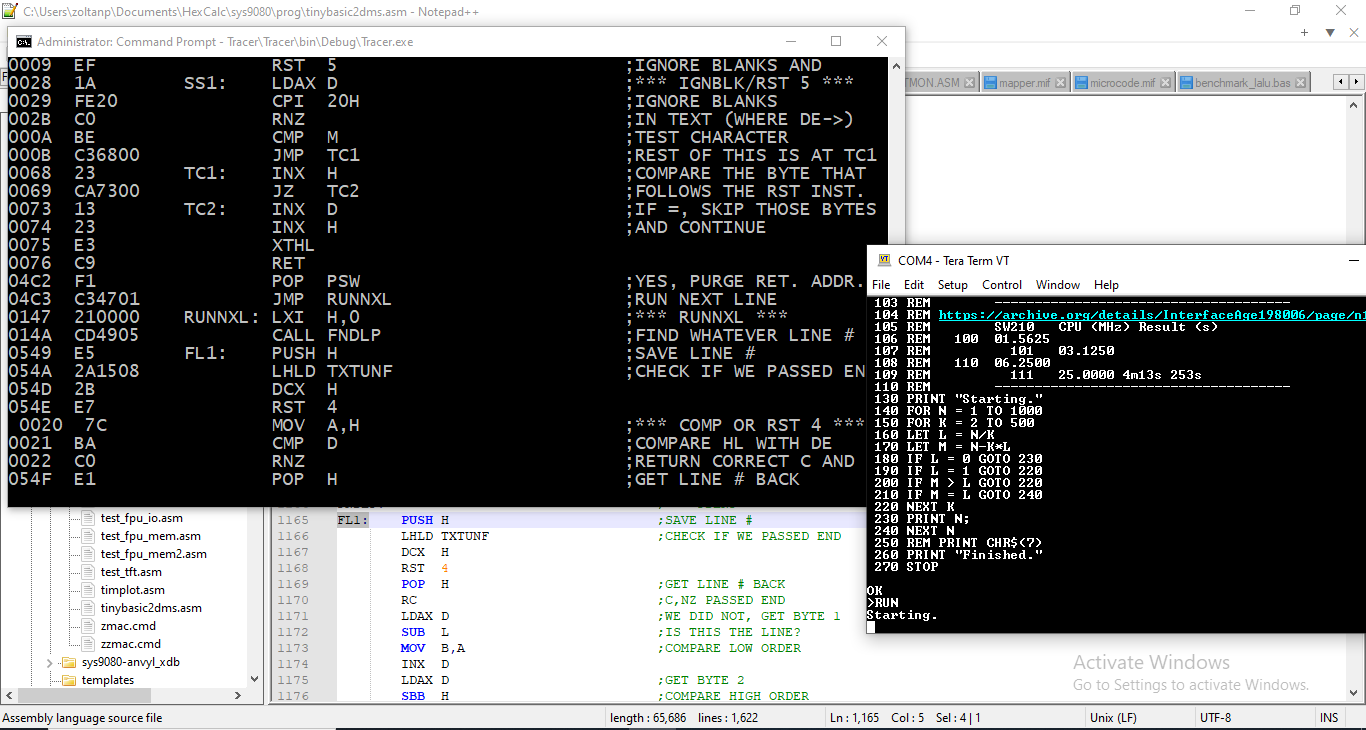 C:\Users\zoltanp\Documents\HexCalc\sys9080\prog\tinybasic2dms.asm - Notepad++
Administrator: Command Prompt - Tracer\Tracer\bin\Debug\Tracer.exe
0009 EF RST 5 ;IGNORE BLANKS AND
0028 1A SS1: LDAX D ;*** IGNBLK/RST 5 ***
0029 FE20 CPI 20H ;IGNORE BLANKS
002B C0 RNZ ;IN TEXT (WHERE DE->)
000A BE CMP M ;TEST CHARACTER
000B C36800 JMP TC1 ;REST OF THIS IS AT TC1
0068 23 TC1: INX H ;COMPARE THE BYTE THAT
0069 CA7300 JZ TC2 ;FOLLOWS THE RST INST.
0073 13 TC2: INX D ;IF =, SKIP THOSE BYTES
0074 23 INX H ;AND CONTINUE
0075 E3 XTHL
0076 C9 RET
04C2 F1 POP PSW ;YES, PURGE RET. ADDR.
04C3 C34701 JMP RUNNXL ;RUN NEXT LINE
0147 210000 RUNNXL: LXI H,0 ;*** RUNNXL ***
014A CD4905 CALL FNDLP ;FIND WHATEVER LINE #
0549 E5 FL1: PUSH H ;SAVE LINE #
054A 2A1508 LHLD TXTUNF ;CHECK IF WE PASSED EN
054D 2B DCX H
054E E7 RST 4
0020 7C MOV A,H ;*** COMP OR RST 4 ***
0021 BA CMP D ;COMPARE HL WITH DE
0022 C0 RNZ ;RETURN CORRECT C AND
054F E1 POP H ;GET LINE # BACK
TMON.ASM mapper.mif microcode.mif benchmark_lalu.bas
COM4 - Tera Term VT
File Edit Setup Control Window Help
103 REM -------------------------------------
104 REM https://archive.org/details/InterfaceAge198006/page/n1
105 REM SW210 CPU (MHz) Result (s)
106 REM 100 01.5625
107 REM 101 03.1250
108 REM 110 06.2500
109 REM 111 25.0000 4m13s 253s
110 REM -------------------------------------
130 PRINT "Starting."
140 FOR N = 1 TO 1000
150 FOR K = 2 TO 500
160 LET L = N/K
170 LET M = N-K*L
180 IF L = 0 GOTO 230
190 IF L = 1 GOTO 220
200 IF M > L GOTO 220
210 IF M = L GOTO 240
220 NEXT K
230 PRINT N;
240 NEXT N
250 REM PRINT CHR$(7)
260 PRINT "Finished."
270 STOP
OK
>RUN
Starting.
test_fpu_io.asm
test_fpu_mem.asm
test_fpu_mem2.asm
test_tft.asm
timplot.asm
tinybasic2dms.asm
zmac.cmd
zzmac.cmd
sys9080-anvyl_xdb
templates
1165 FL1: PUSH H ;SAVE LINE #
1166 LHLD TXTUNF ;CHECK IF WE PASSED END
1167 DCX H
1168 RST 4
1169 POP H ;GET LINE # BACK
1170 RC ;C,NZ PASSED END
1171 LDAX D ;WE DID NOT, GET BYTE 1
1172 SUB L ;IS THIS THE LINE?
1173 MOV B,A ;COMPARE LOW ORDER
1174 INX D
1175 LDAX D ;GET BYTE 2
1176 SBB H ;COMPARE HIGH ORDER
Activate Windows
Go to Settings to activate Windows.
Assembly language source file length : 65,686 lines : 1,622 Ln : 1,165 Col : 5 Sel : 4 | 1 Unix (LF) UTF-8 INS